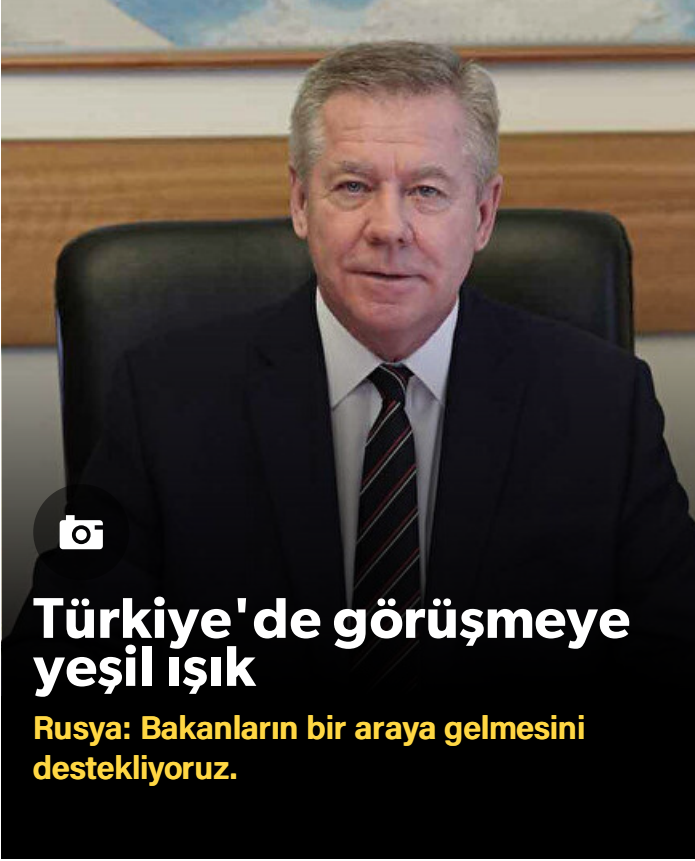 Türkiye'de görüşmeye
yeşil ışık
Rusya: Bakanların bir araya gelmesini
destekliyoruz.